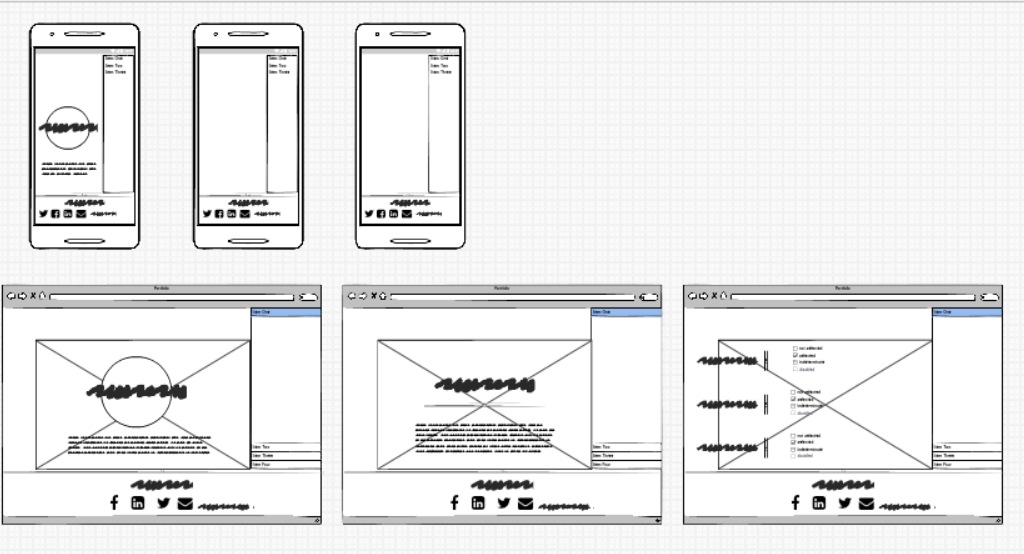 Item One
Item Two
Item Three
Item One
Item Two
Item Three
Item One
Item Two
Item Three
Portfolio
Item One
Item Two
Item Three
Item Four
Portfolio
Item One
Item Two
Item Three
Item Four
Portfolio
Item One
not selected
selected
indeterminate
disabled
not selected
selected
indeterminate
disabled
not selected
selected
indeterminate
disabled
Item Two
Item Three
Item Four